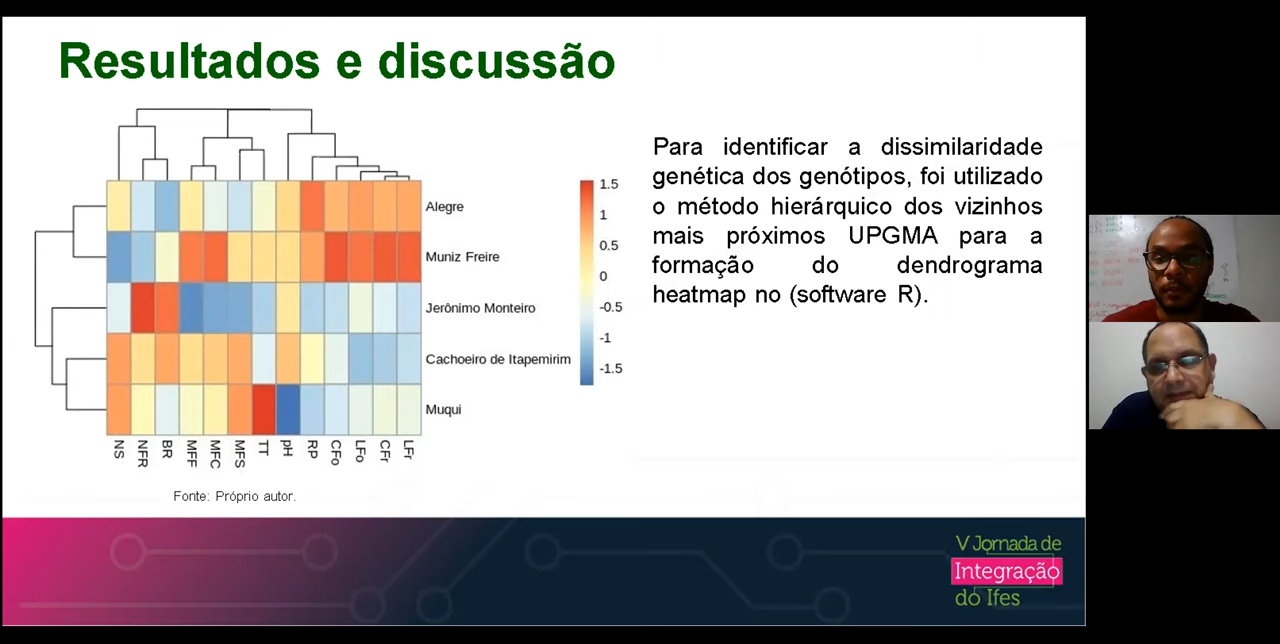 Resultados e discussão
Para identificar a dissimilaridade
genética dos genótipos, foi utilizado
o método hierárquico dos vizinhos
mais próximos UPGMA para a
formação do dendrograma
heatmap no (software R).
1.5
1
0.5
0
-0.5
-1
-1.5
Alegre
Muniz Freire
Jerônimo Monteiro
Cachoeiro de Itapemirim
Muqui
NS NFR BR MFF MFC MFS TT pH RP CFo LFo CFr LFr
Fonte: Próprio autor.
V Jornada de
Integração
do Ifes